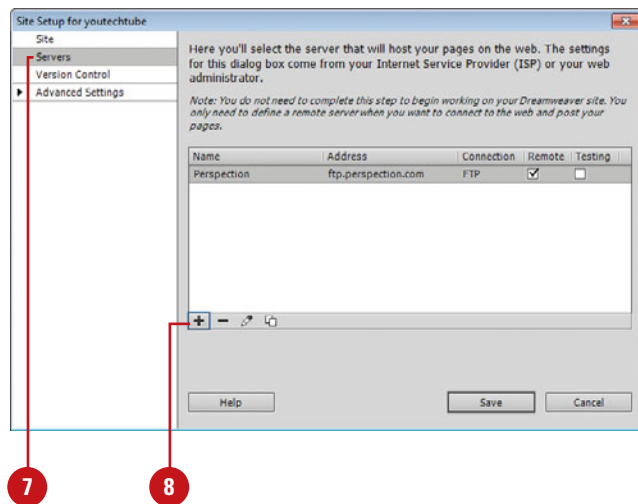 Site Setup for youtechtube
Site
Servers
Version Control
Advanced Settings
Here you'll select the server that will host your pages on the web. The settings
for this dialog box come from your Internet Service Provider (ISP) or your web
administrator.
Note: You do not need to complete this step to begin working on your Dreamweaver site. You
only need to define a remote server when you want to connect to the web and post your
pages.
Name Address Connection Remote Testing
Perspection ftp.perspection.com FTP
Help Save Cancel
7 8